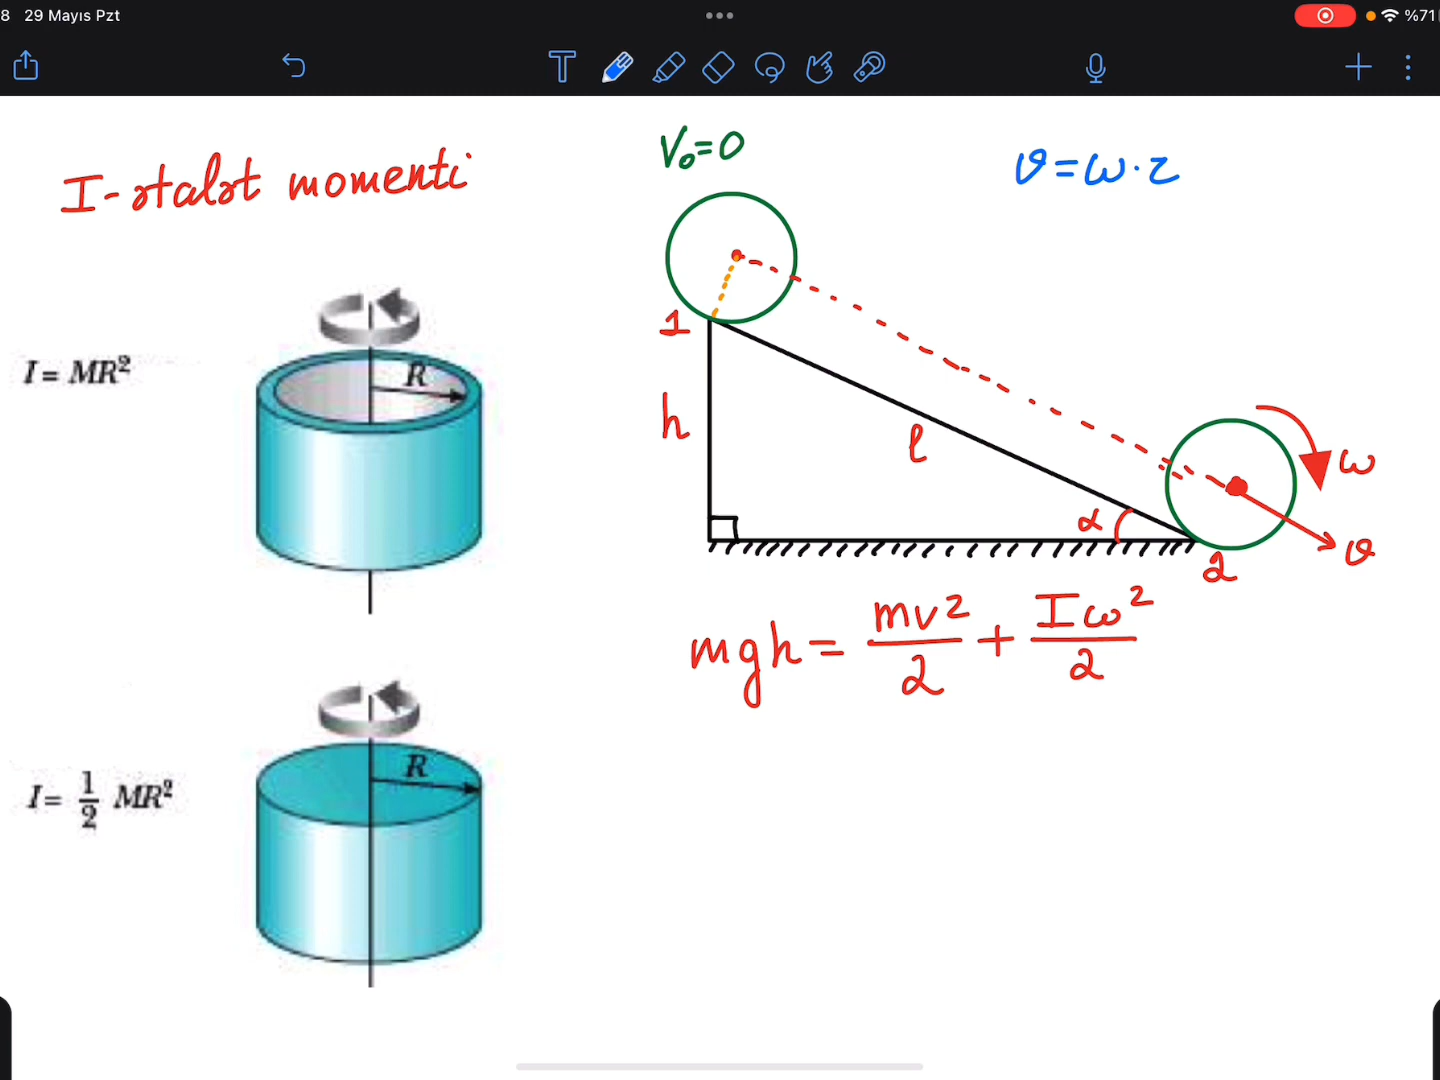 8 29 Mayıs Pzt
%71
I-ətalət momenti
V₀=0
ϑ=ω·r
I = MR²
R
1
h
l
α
ω
ϑ
2
mgh = mv²/2 + Iω²/2
R
I = 1/2 MR²